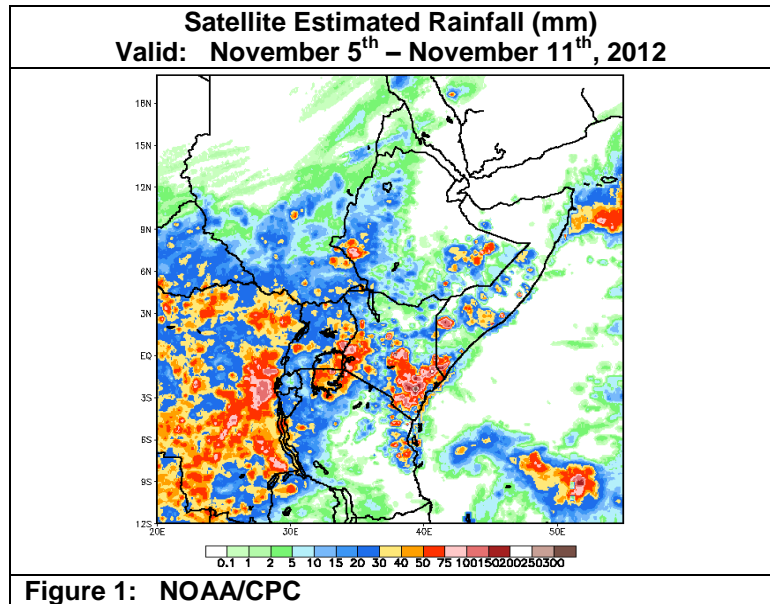 Satellite Estimated Rainfall (mm)
Valid: November 5th – November 11th, 2012
18N
15N
12N
9N
6N
3N
EQ
3S
6S
9S
12S
20E 30E 40E 50E
0.1 1 2 5 10 15 20 30 40 50 75 100 150 200 250 300
Figure 1: NOAA/CPC